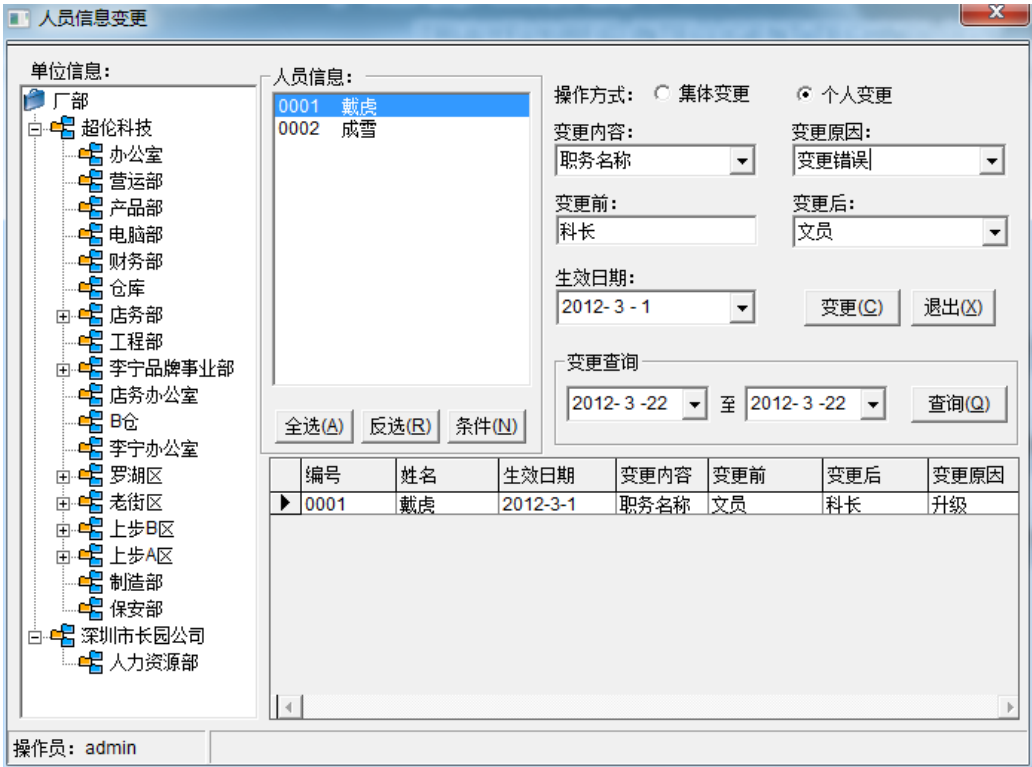 人员信息变更
单位信息:
厂部
超伦科技
办公室
营运部
产品部
电脑部
财务部
仓库
店务部
工程部
李宁品牌事业部
店务办公室
B仓
李宁办公室
罗湖区
老街区
上步B区
上步A区
制造部
保安部
深圳市长园公司
人力资源部
人员信息:
0001 戴虎
0002 成雪
全选(A) 反选(R) 条件(N)
操作方式: 集体变更 个人变更
变更内容: 变更原因:
职务名称 变更错误
变更前: 变更后:
科长 文员
生效日期:
2012- 3 - 1 变更(C) 退出(X)
变更查询
2012- 3 -22 至 2012- 3 -22 查询(Q)
编号 姓名 生效日期 变更内容 变更前 变更后 变更原因
0001 戴虎 2012-3-1 职务名称 文员 科长 升级
操作员: admin